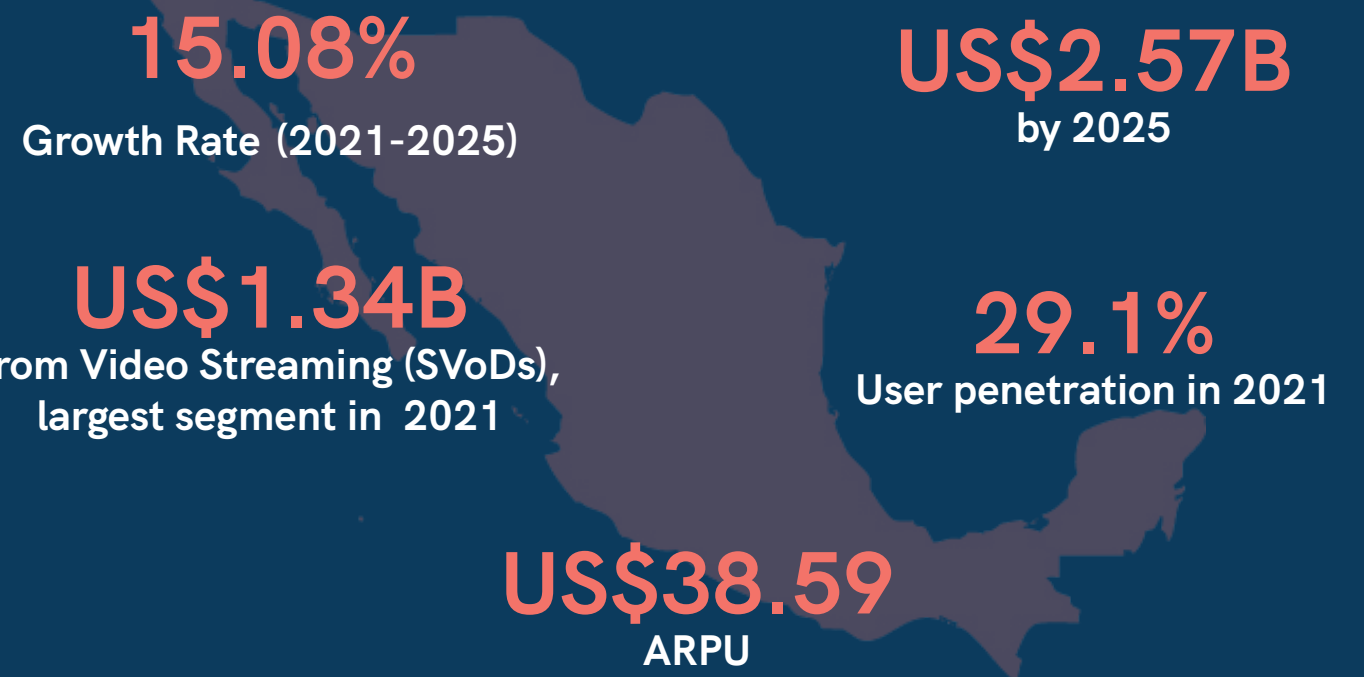 15.08%
Growth Rate (2021-2025)
US$2.57B
by 2025
US$1.34B
rom Video Streaming (SVoDs),
largest segment in 2021
29.1%
User penetration in 2021
US$38.59
ARPU